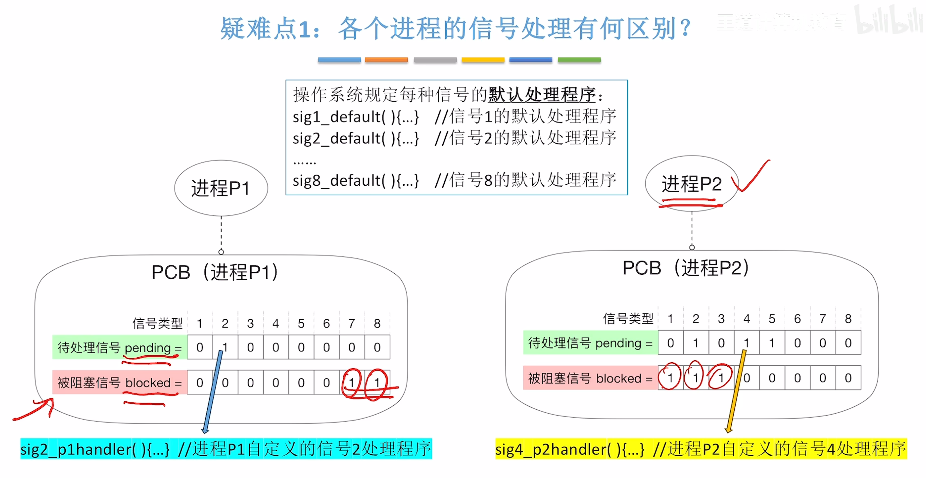 疑难点1：各个进程的信号处理有何区别？
bilibili
操作系统规定每种信号的默认处理程序：
sig1_default( ){…} //信号1的默认处理程序
sig2_default( ){…} //信号2的默认处理程序
……
sig8_default( ){…} //信号8的默认处理程序
进程P1
PCB（进程P1）
信号类型 1 2 3 4 5 6 7 8
待处理信号 pending = 0 1 0 0 0 0 0 0
被阻塞信号 blocked = 0 0 0 0 0 0 1 1
sig2_p1handler( ){…} //进程P1自定义的信号2处理程序
进程P2
PCB（进程P2）
信号类型 1 2 3 4 5 6 7 8
待处理信号 pending = 0 1 0 1 1 0 0 0
被阻塞信号 blocked = 1 1 1 0 0 0 0 0
sig4_p2handler( ){…} //进程P2自定义的信号4处理程序